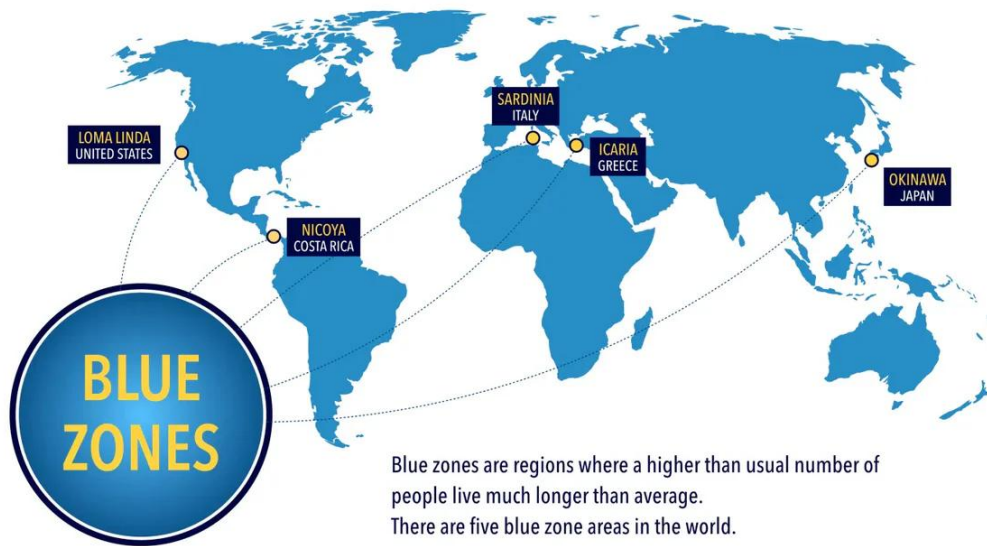 LOMA LINDA
UNITED STATES
SARDINIA
ITALY
ICARIA
GREECE
OKINAWA
JAPAN
NICOYA
COSTA RICA
BLUE
ZONES
Blue zones are regions where a higher than usual number of
people live much longer than average.
There are five blue zone areas in the world.